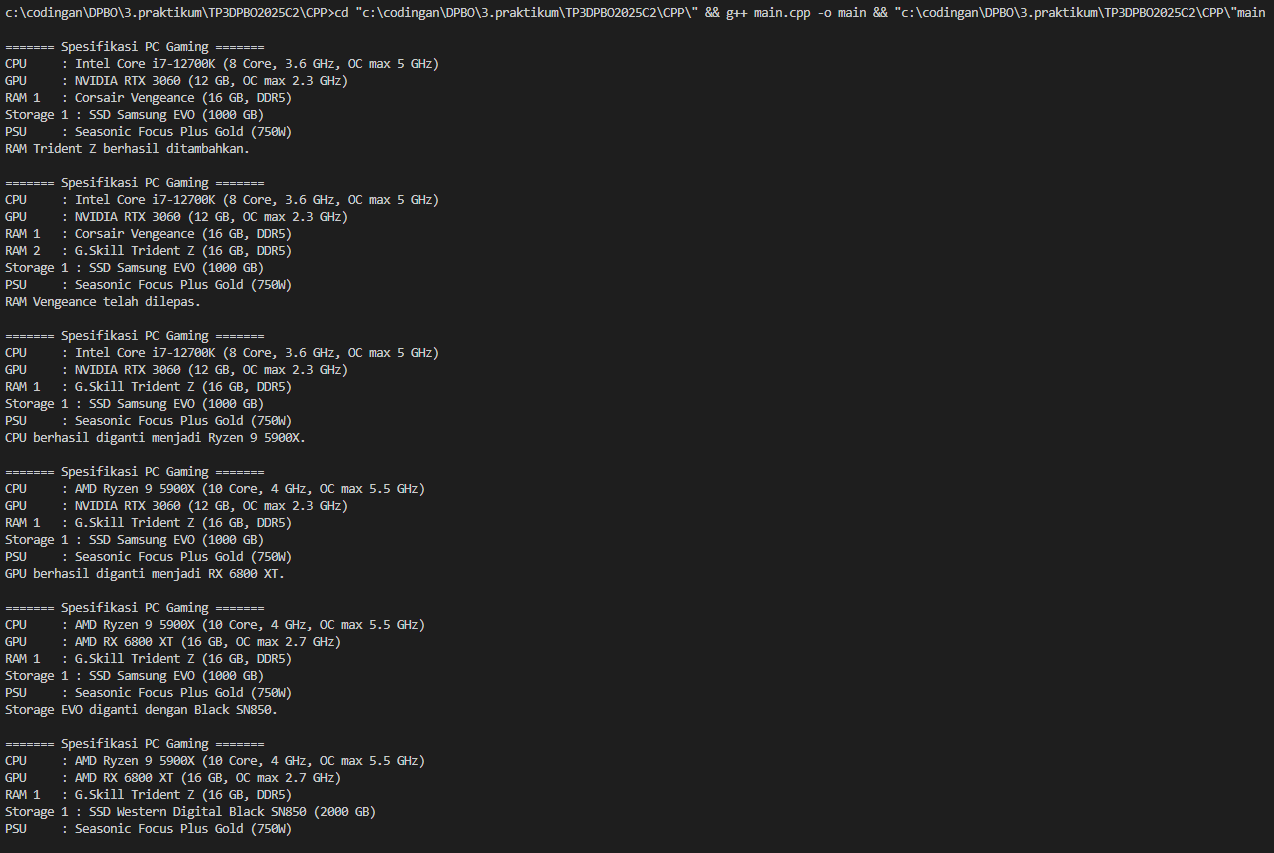 c:\codingan\DPBO\3.praktikum\TP3DPBO2025C2\CPP>cd "c:\codingan\DPBO\3.praktikum\TP3DPBO2025C2\CPP\" && g++ main.cpp -o main && "c:\codingan\DPBO\3.praktikum\TP3DPBO2025C2\CPP\"main

======= Spesifikasi PC Gaming =======
CPU     : Intel Core i7-12700K (8 Core, 3.6 GHz, OC max 5 GHz)
GPU     : NVIDIA RTX 3060 (12 GB, OC max 2.3 GHz)
RAM 1   : Corsair Vengeance (16 GB, DDR5)
Storage 1 : SSD Samsung EVO (1000 GB)
PSU     : Seasonic Focus Plus Gold (750W)
RAM Trident Z berhasil ditambahkan.

======= Spesifikasi PC Gaming =======
CPU     : Intel Core i7-12700K (8 Core, 3.6 GHz, OC max 5 GHz)
GPU     : NVIDIA RTX 3060 (12 GB, OC max 2.3 GHz)
RAM 1   : Corsair Vengeance (16 GB, DDR5)
RAM 2   : G.Skill Trident Z (16 GB, DDR5)
Storage 1 : SSD Samsung EVO (1000 GB)
PSU     : Seasonic Focus Plus Gold (750W)
RAM Vengeance telah dilepas.

======= Spesifikasi PC Gaming =======
CPU     : Intel Core i7-12700K (8 Core, 3.6 GHz, OC max 5 GHz)
GPU     : NVIDIA RTX 3060 (12 GB, OC max 2.3 GHz)
RAM 1   : G.Skill Trident Z (16 GB, DDR5)
Storage 1 : SSD Samsung EVO (1000 GB)
PSU     : Seasonic Focus Plus Gold (750W)
CPU berhasil diganti menjadi Ryzen 9 5900X.

======= Spesifikasi PC Gaming =======
CPU     : AMD Ryzen 9 5900X (10 Core, 4 GHz, OC max 5.5 GHz)
GPU     : NVIDIA RTX 3060 (12 GB, OC max 2.3 GHz)
RAM 1   : G.Skill Trident Z (16 GB, DDR5)
Storage 1 : SSD Samsung EVO (1000 GB)
PSU     : Seasonic Focus Plus Gold (750W)
GPU berhasil diganti menjadi RX 6800 XT.

======= Spesifikasi PC Gaming =======
CPU     : AMD Ryzen 9 5900X (10 Core, 4 GHz, OC max 5.5 GHz)
GPU     : AMD RX 6800 XT (16 GB, OC max 2.7 GHz)
RAM 1   : G.Skill Trident Z (16 GB, DDR5)
Storage 1 : SSD Samsung EVO (1000 GB)
PSU     : Seasonic Focus Plus Gold (750W)
Storage EVO diganti dengan Black SN850.

======= Spesifikasi PC Gaming =======
CPU     : AMD Ryzen 9 5900X (10 Core, 4 GHz, OC max 5.5 GHz)
GPU     : AMD RX 6800 XT (16 GB, OC max 2.7 GHz)
RAM 1   : G.Skill Trident Z (16 GB, DDR5)
Storage 1 : SSD Western Digital Black SN850 (2000 GB)
PSU     : Seasonic Focus Plus Gold (750W)